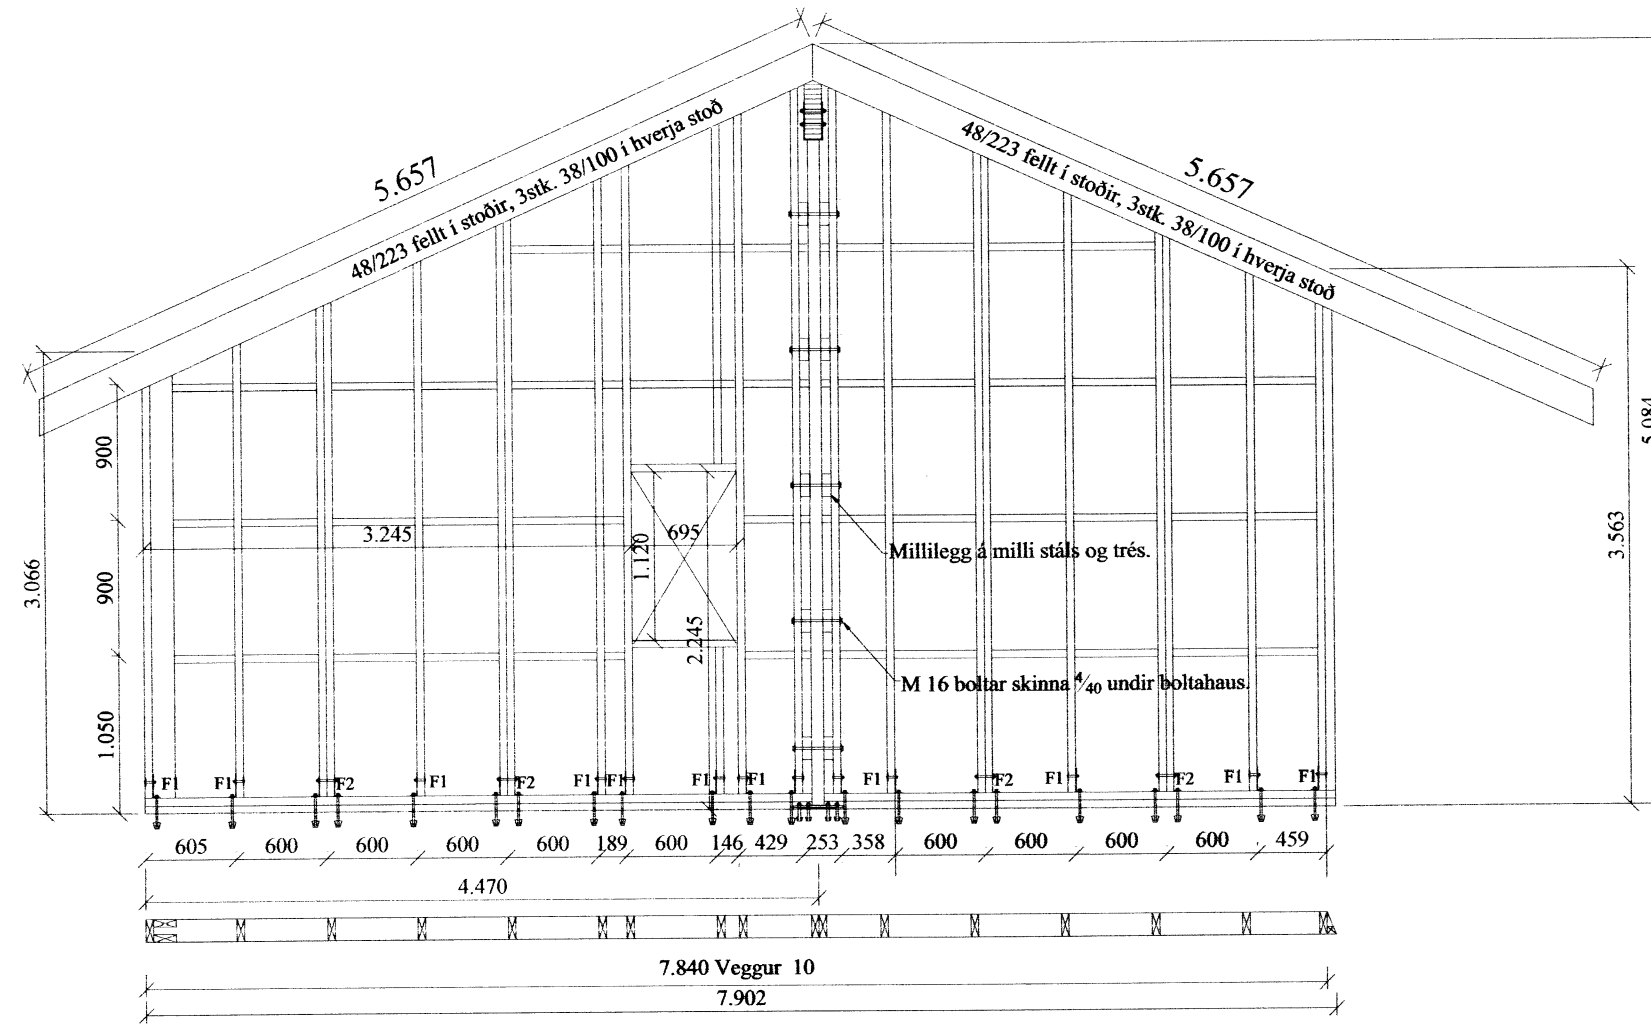 5.657
5.657
48/223 fellt í stoðir, 3stk. 38/100 í hverja stoð
48/223 fellt í stoðir, 3stk. 38/100 í hverja stoð
5.084
900
3.245
695
1.120
Millilegg á milli stáls og trés.
3.563
3.066
900
2.245
M 16 boltar skinna 4/40 undir boltahaus.
1.050
F1 F1 F2 F1 F2 F1 F1 F1 F1 F1 F2 F1 F2 F1 F1
605 600 600 600 600 189 600 146 429 253 358 600 600 600 600 459
4.470
7.840 Veggur 10
7.902